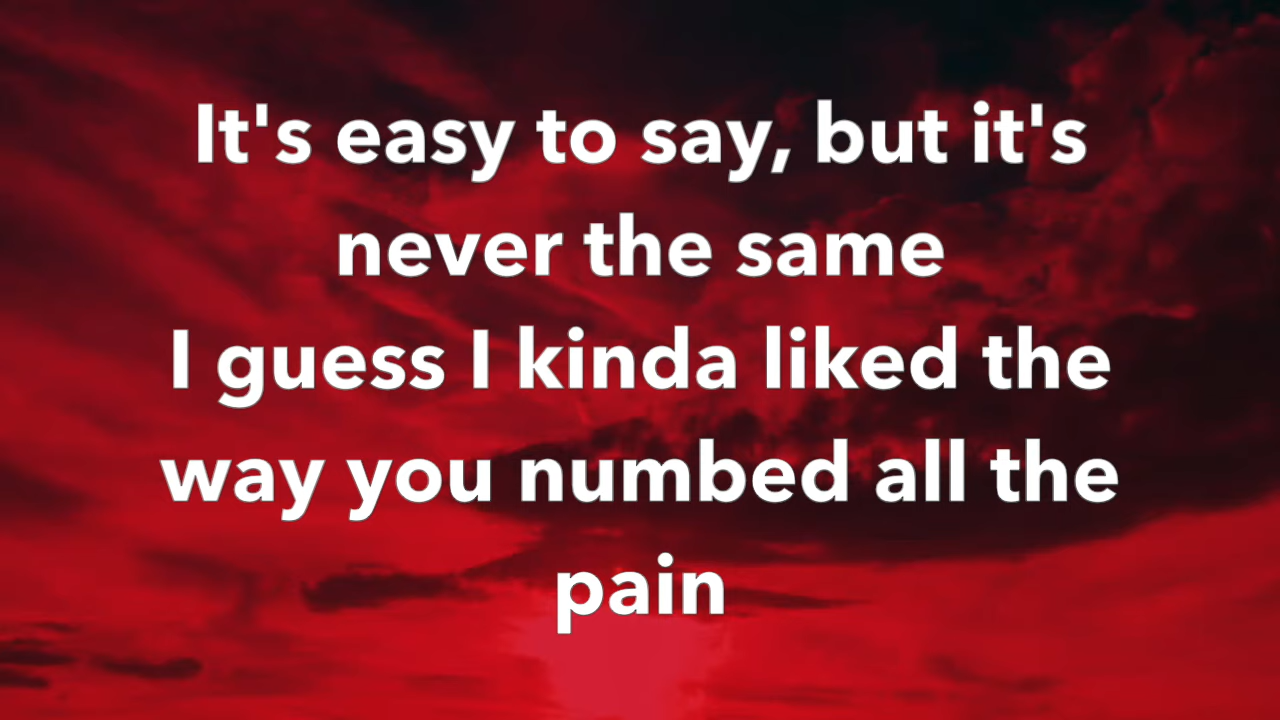 It's easy to say, but it's
never the same
I guess I kinda liked the
way you numbed all the
pain